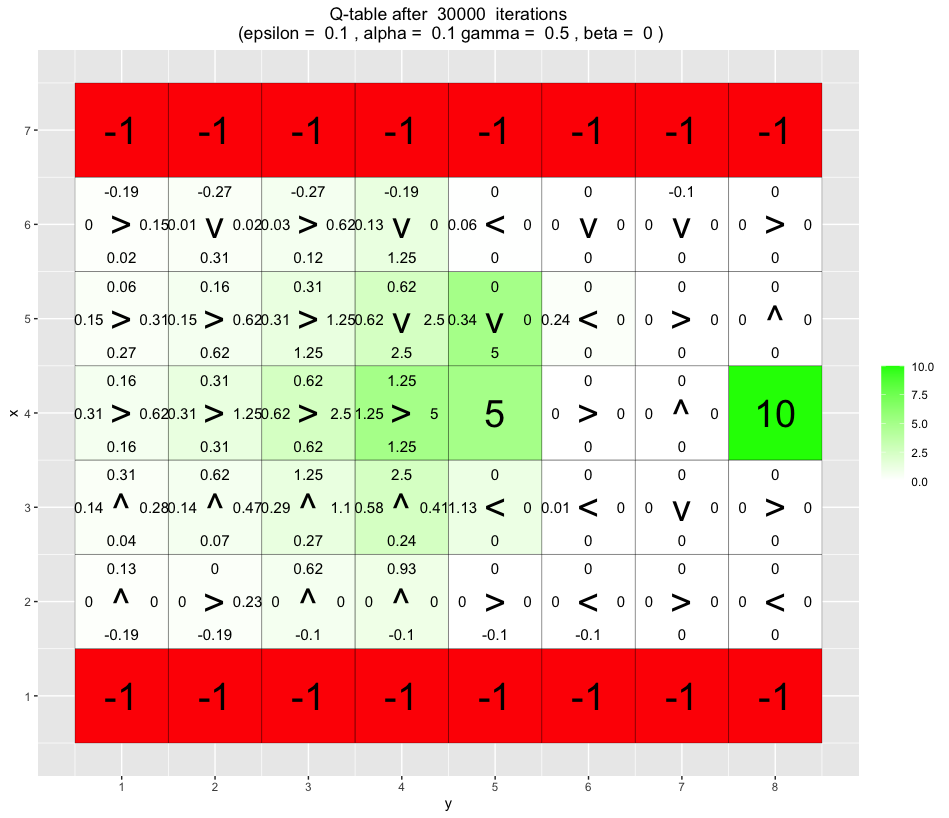 Q-table after 30000 iterations
(epsilon = 0.1 , alpha = 0.1 gamma = 0.5 , beta = 0 )
7 -1 -1 -1 -1 -1 -1 -1 -1
-0.19 -0.27 -0.27 -0.19 0 0 -0.1 0
6 0 > 0.15 0.01 v 0.02 0.03 > 0.62 0.13 v 0 0.06 < 0 0 v 0 0 v 0 0 > 0
0.02 0.31 0.12 1.25 0 0 0 0
0.06 0.16 0.31 0.62 0 0 0 0
5 0.15 > 0.31 0.15 > 0.62 0.31 > 1.25 0.62 v 2.5 0.34 v 0 0.24 < 0 0 > 0 0 ^ 0
0.27 0.62 1.25 2.5 5 0 0 0
0.16 0.31 0.62 1.25 0 0
x 4 0.31 > 0.62 0.31 > 1.25 0.62 > 2.5 1.25 > 5 5 0 > 0 0 ^ 0 10
0.16 0.31 0.62 1.25 0 0
0.31 0.62 1.25 2.5 0 0 0 0
3 0.14 ^ 0.28 0.14 ^ 0.47 0.29 ^ 1.1 0.58 ^ 0.41 1.13 < 0 0.01 < 0 0 v 0 0 > 0
0.04 0.07 0.27 0.24 0 0 0 0
0.13 0 0.62 0.93 0 0 0 0
2 0 ^ 0 0 > 0.23 0 ^ 0 0 ^ 0 0 > 0 0 < 0 0 > 0 0 < 0
-0.19 -0.19 -0.1 -0.1 -0.1 -0.1 0 0
1 -1 -1 -1 -1 -1 -1 -1 -1
1 2 3 4 5 6 7 8
y
10.0
7.5
5.0
2.5
0.0